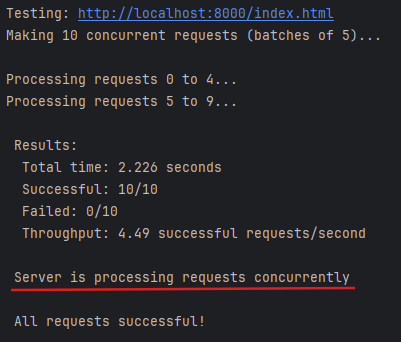 Testing: http://localhost:8000/index.html
Making 10 concurrent requests (batches of 5)...
Processing requests 0 to 4...
Processing requests 5 to 9...
Results:
Total time: 2.226 seconds
Successful: 10/10
Failed: 0/10
Throughput: 4.49 successful requests/second
Server is processing requests concurrently
All requests successful!